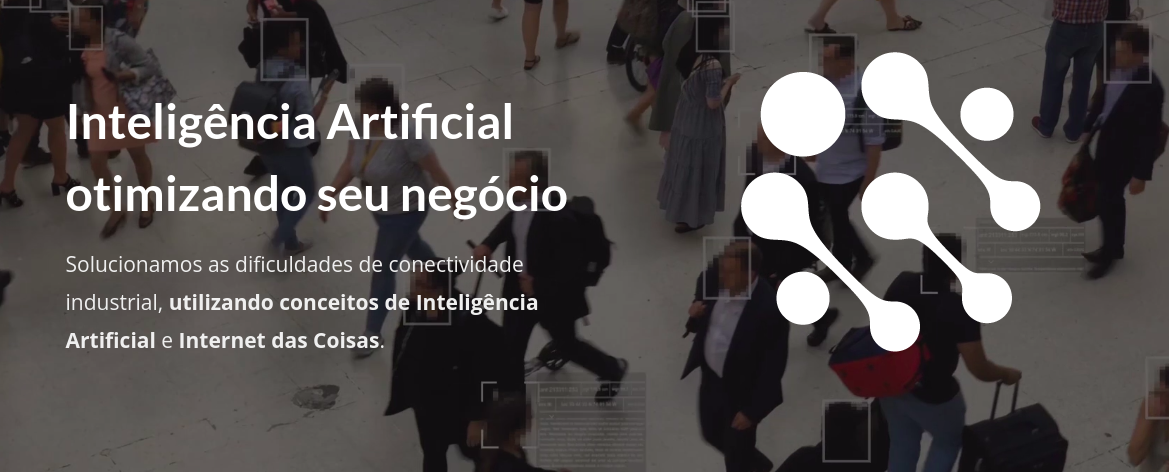 Inteligência Artificial
otimizando seu negócio
Solucionamos as dificuldades de conectividade
industrial, utilizando conceitos de Inteligência
Artificial e Internet das Coisas.